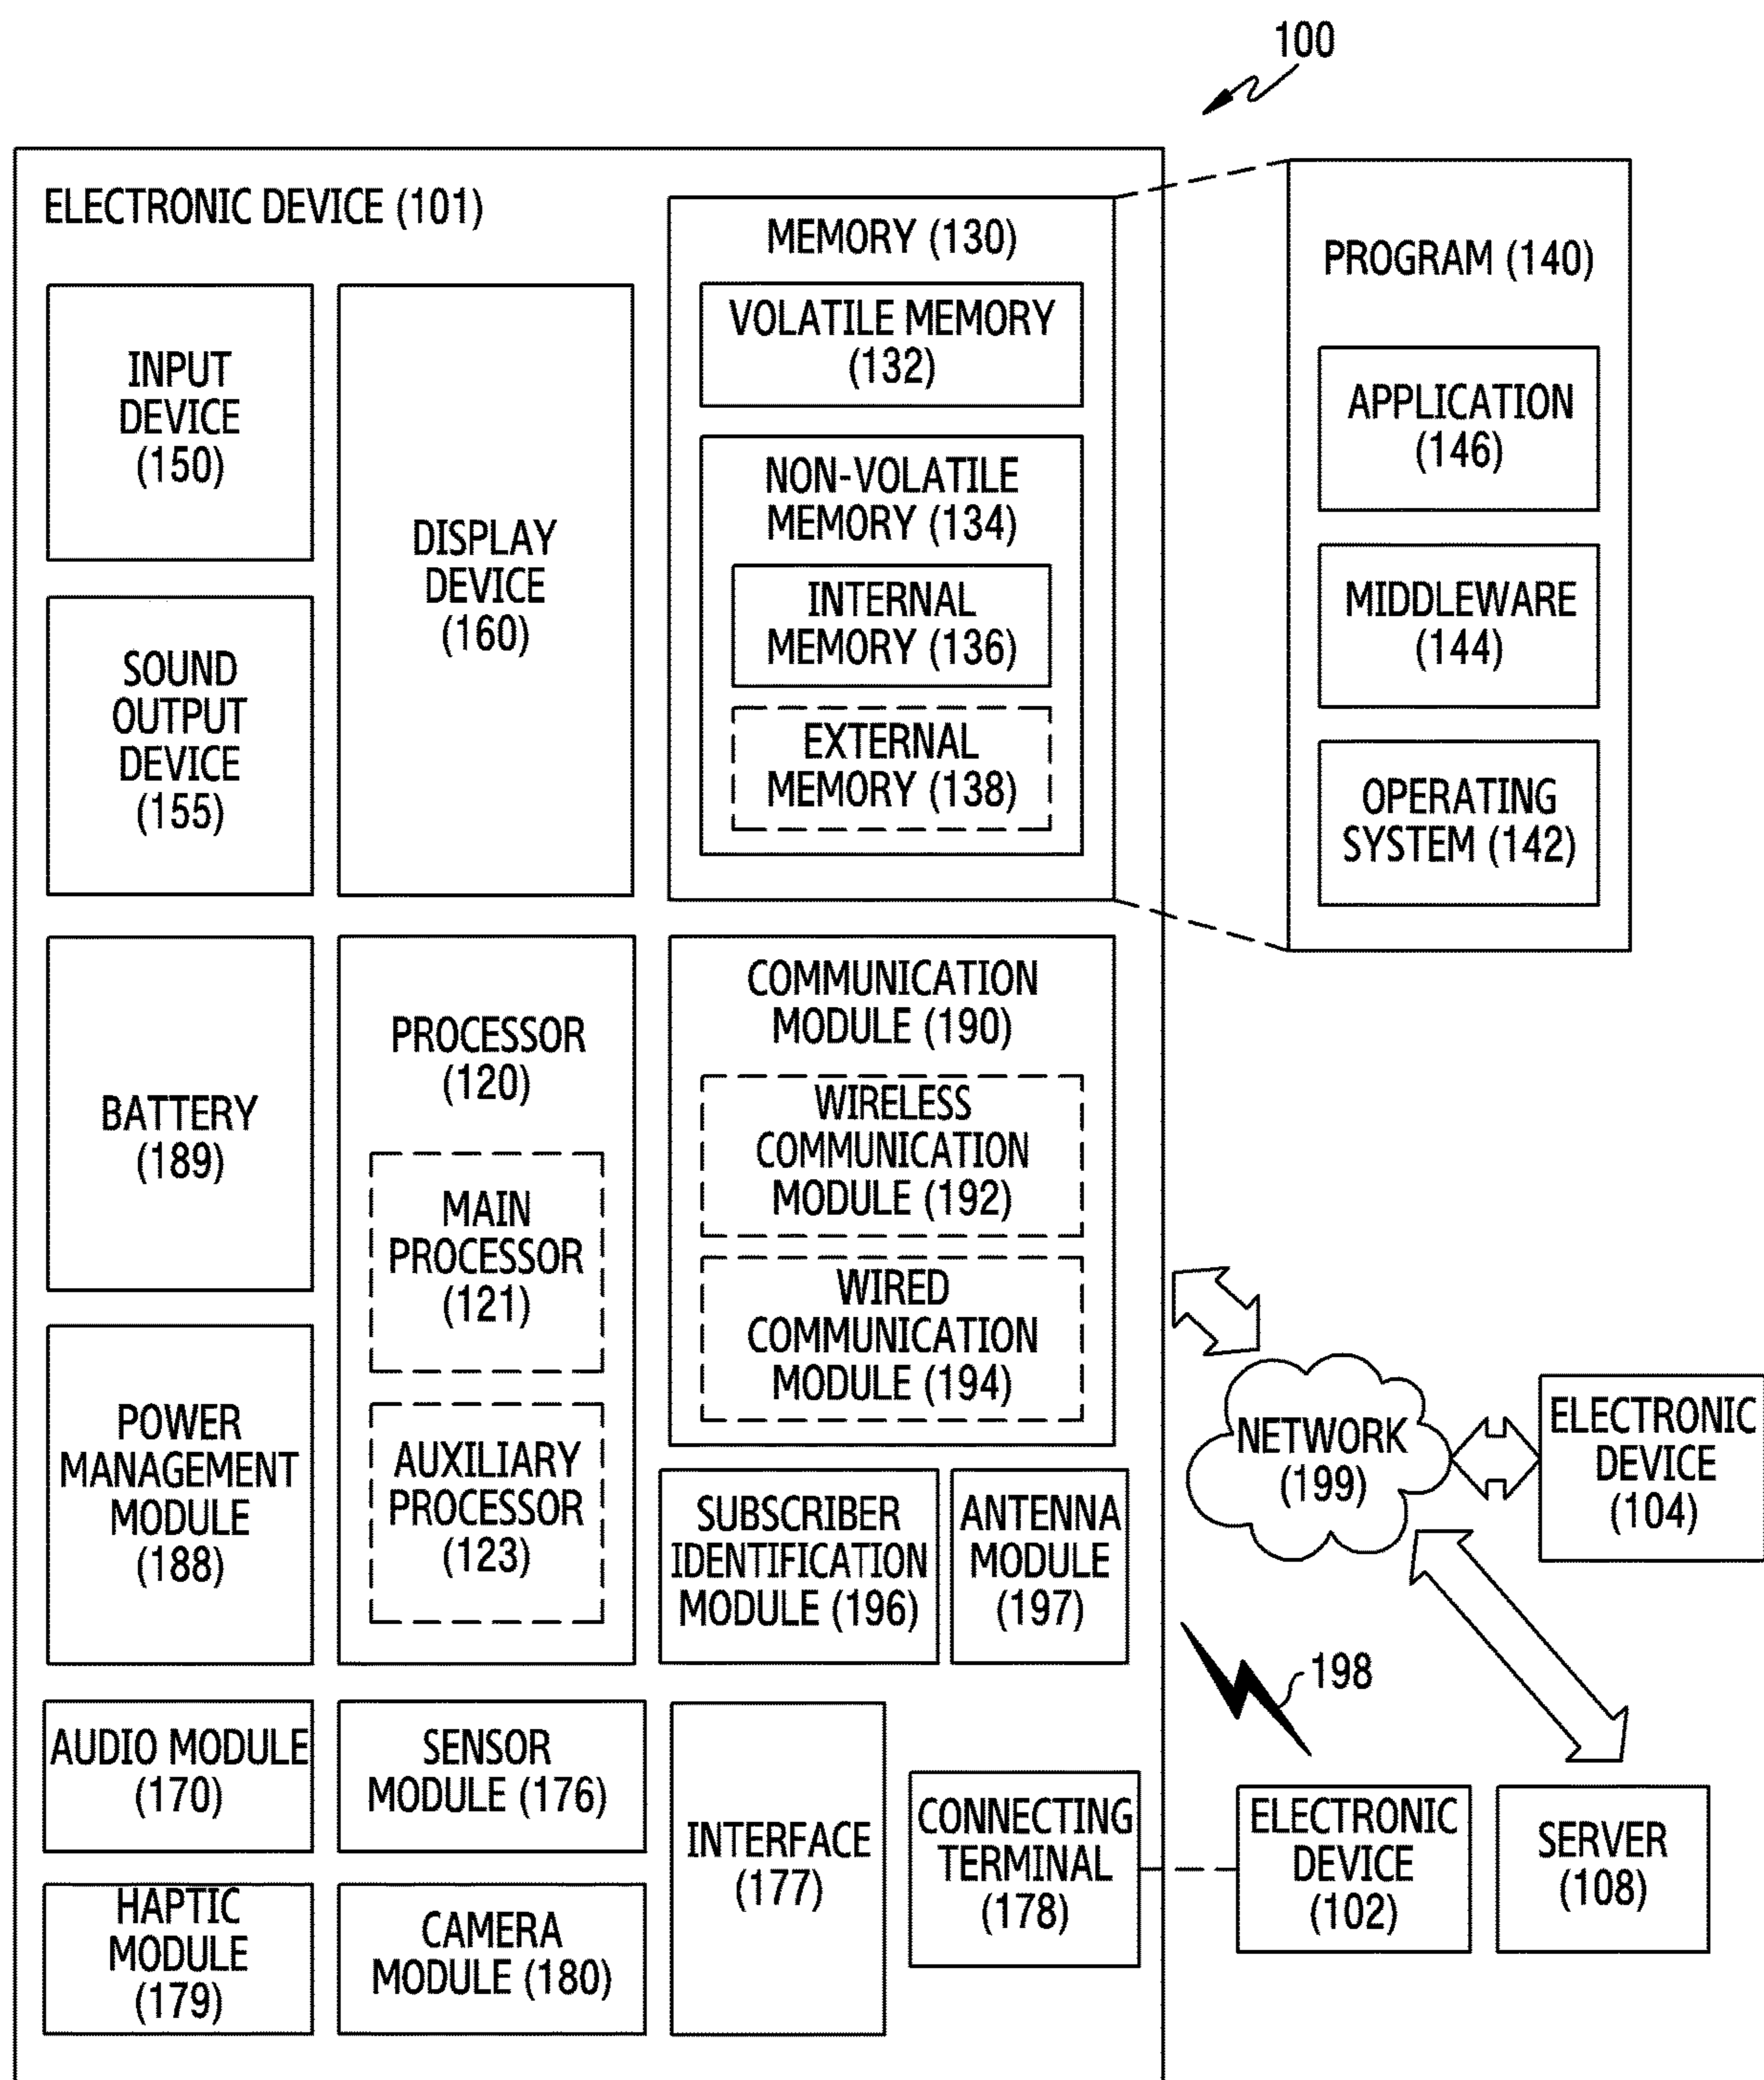 100
ELECTRONIC DEVICE (101)
INPUT
DEVICE
(150)
SOUND
OUTPUT
DEVICE
(155)
DISPLAY
DEVICE
(160)
MEMORY (130)
VOLATILE MEMORY
(132)
NON-VOLATILE
MEMORY (134)
INTERNAL
MEMORY (136)
EXTERNAL
MEMORY (138)
PROGRAM (140)
APPLICATION
(146)
MIDDLEWARE
(144)
OPERATING
SYSTEM (142)
BATTERY
(189)
POWER
MANAGEMENT
MODULE
(188)
PROCESSOR
(120)
MAIN
PROCESSOR
(121)
AUXILIARY
PROCESSOR
(123)
COMMUNICATION
MODULE (190)
WIRELESS
COMMUNICATION
MODULE (192)
WIRED
COMMUNICATION
MODULE (194)
SUBSCRIBER
IDENTIFICATION
MODULE (196)
ANTENNA
MODULE
(197)
NETWORK
(199)
ELECTRONIC
DEVICE
(104)
198
AUDIO MODULE
(170)
SENSOR
MODULE (176)
HAPTIC
MODULE
(179)
CAMERA
MODULE (180)
INTERFACE
(177)
CONNECTING
TERMINAL
(178)
ELECTRONIC
DEVICE
(102)
SERVER
(108)